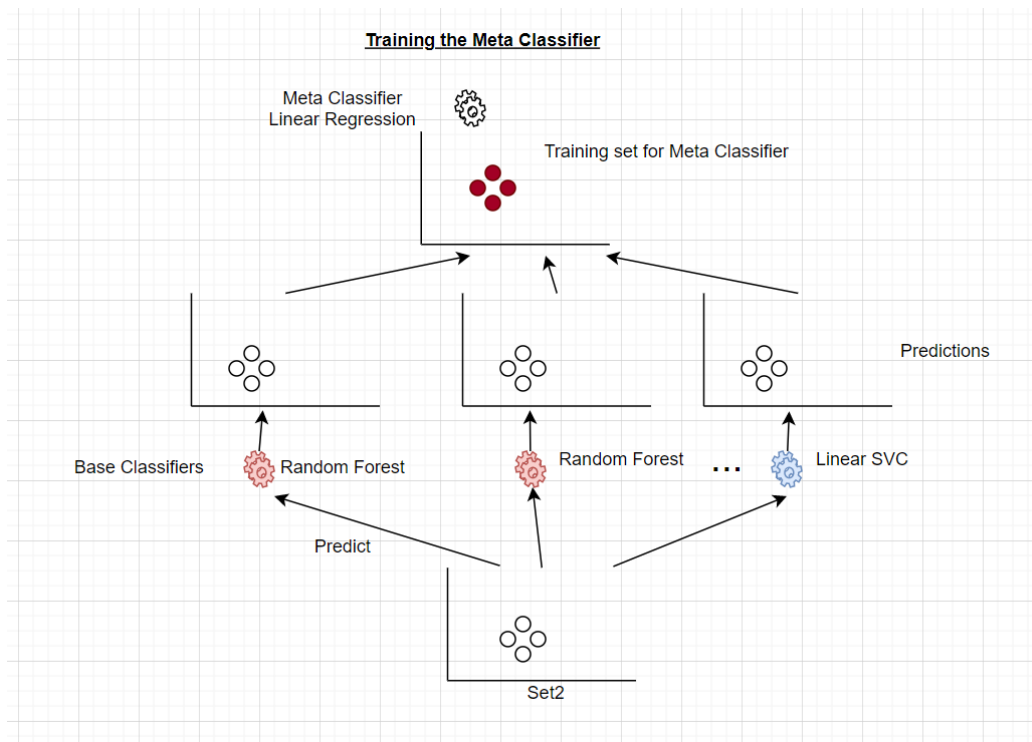 Training the Meta Classifier
Meta Classifier
Linear Regression
Training set for Meta Classifier
Predictions
Base Classifiers
Random Forest
Random Forest
...
Linear SVC
Predict
Set2